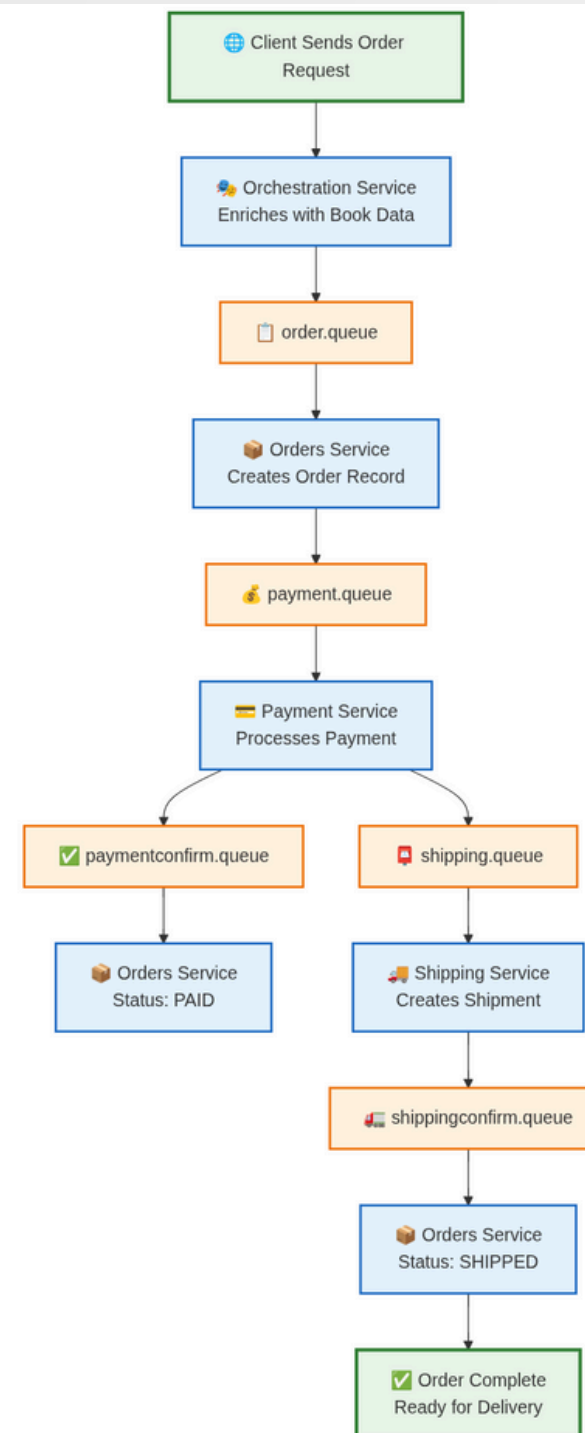 🌐 Client Sends Order
Request
🎭 Orchestration Service
Enriches with Book Data
📋 order.queue
📦 Orders Service
Creates Order Record
💰 payment.queue
💳 Payment Service
Processes Payment
✅ paymentconfirm.queue
📮 shipping.queue
📦 Orders Service
Status: PAID
🚚 Shipping Service
Creates Shipment
🚛 shippingconfirm.queue
📦 Orders Service
Status: SHIPPED
✅ Order Complete
Ready for Delivery